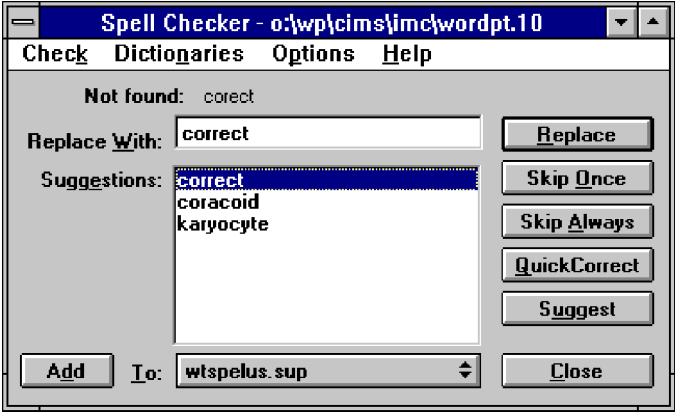 Spell Checker - o:\wp\cims\imc\wordpt.10
Check Dictionaries Options Help
Not found: corect
Replace With: correct
Replace
Suggestions: correct
coracoid
karyocyte
Skip Once
Skip Always
QuickCorrect
Suggest
Add To: wtspelus.sup
Close